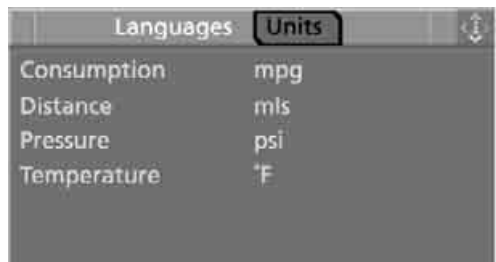 Languages Units
Consumption mpg
Distance mls
Pressure psi
Temperature °F